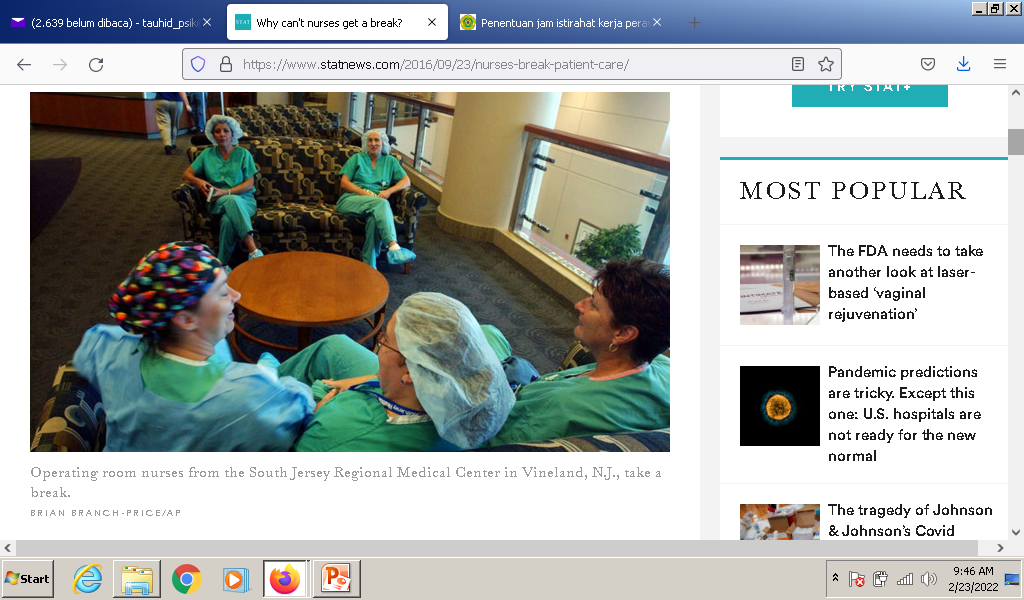 (2.639 belum dibaca) - tauhid_psik
STAT
Why can't nurses get a break?
Penentuan jam istirahat kerja pera
https://www.statnews.com/2016/09/23/nurses-break-patient-care/
TRY STAT+
MOST POPULAR
The FDA needs to take
another look at laser-
based ‘vaginal
rejuvenation’
Pandemic predictions
are tricky. Except this
one: U.S. hospitals are
not ready for the new
normal
The tragedy of Johnson
& Johnson’s Covid
Operating room nurses from the South Jersey Regional Medical Center in Vineland, N.J., take a
break.
BRIAN BRANCH-PRICE/AP
Start
9:46 AM
2/23/2022